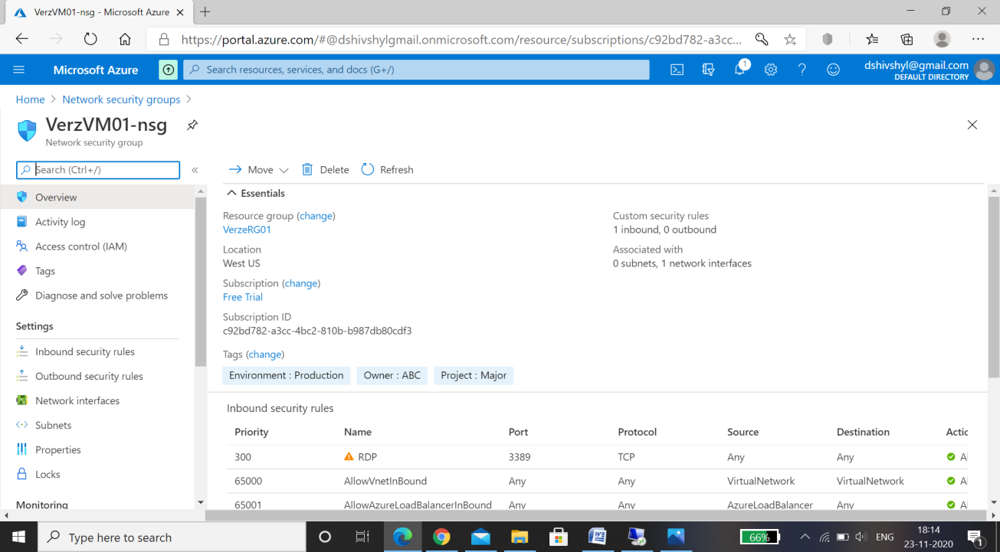 VerzVM01-nsg - Microsoft Azure
https://portal.azure.com/#@dshivshylgmail.onmicrosoft.com/resource/subscriptions/c92bd782-a3cc...
Microsoft Azure
Search resources, services, and docs (G+/)
1
dshivshyl@gmail.com
DEFAULT DIRECTORY
Home > Network security groups >
VerzVM01-nsg
Network security group
Search (Ctrl+/)
«
Move
Delete
Refresh
Overview
Activity log
Access control (IAM)
Tags
Diagnose and solve problems
Settings
Inbound security rules
Outbound security rules
Network interfaces
Subnets
Properties
Locks
Monitoring
Essentials
Resource group (change)
VerzeRG01
Location
West US
Subscription (change)
Free Trial
Subscription ID
c92bd782-a3cc-4bc2-810b-b987db80cdf3
Tags (change)
Environment : Production Owner : ABC Project : Major
Custom security rules
1 inbound, 0 outbound
Associated with
0 subnets, 1 network interfaces
Inbound security rules
Priority Name Port Protocol Source Destination Actic
300 RDP 3389 TCP Any Any Al
65000 AllowVnetInBound Any Any VirtualNetwork VirtualNetwork Al
65001 AllowAzureLoadBalancerInBound Any Any AzureLoadBalancer Any Al
Type here to search
66%
ENG
18:14
23-11-2020
1